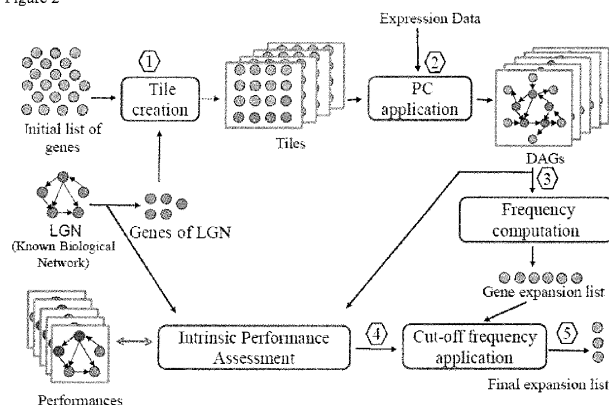 Figure 2
Expression Data
1
2
Tile
creation
PC
application
Initial list of
genes
Tiles
DAGs
3
LGN
(Known Biological
Network)
Genes of LGN
Frequency
computation
Gene expansion list
4
5
Intrinsic Performance
Assessment
Cut-off frequency
application
Final expansion list
Performances